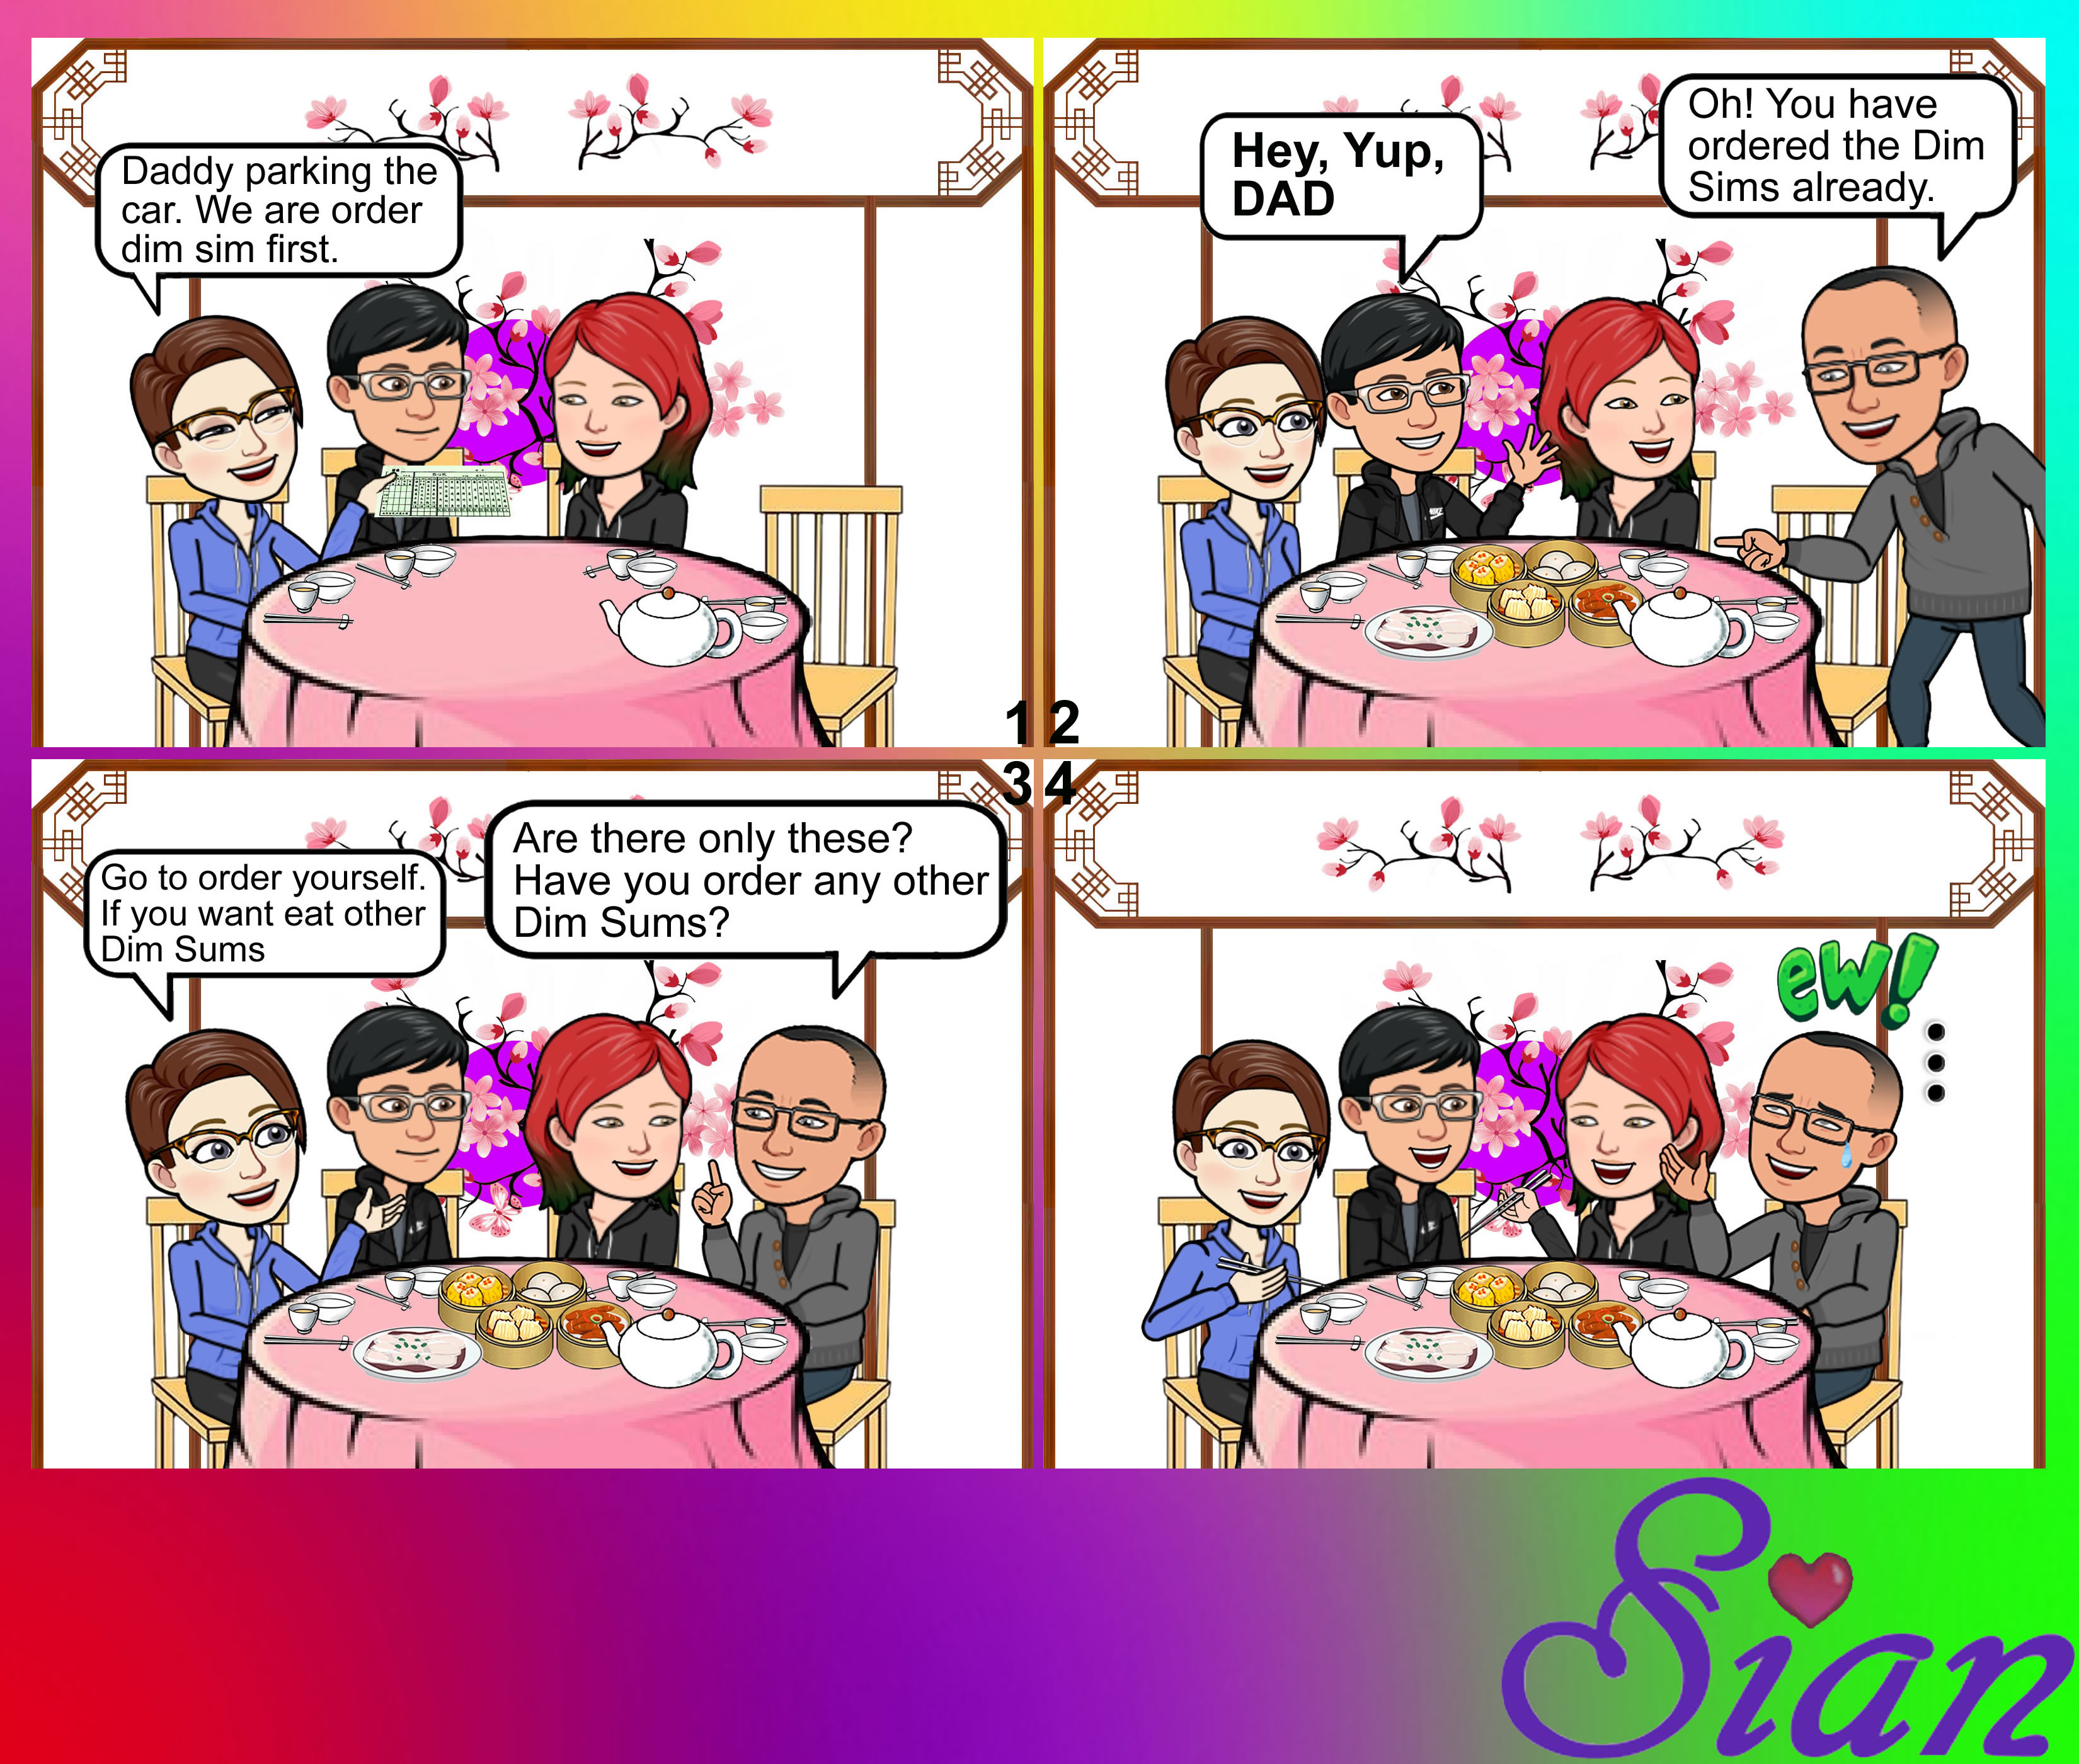 Daddy parking the
car. We are order
dim sim first.
Hey, Yup,
DAD
Oh! You have
ordered the Dim
Sims already.
1 2
3 4
Go to order yourself.
If you want eat other
Dim Sums
Are there only these?
Have you order any other
Dim Sums?
ew!
Sian